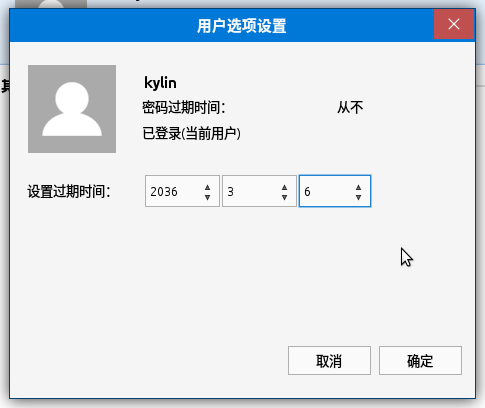 用户选项设置
kylin
密码过期时间: 从不
已登录(当前用户)
设置过期时间: 2036 3 6
取消 确定